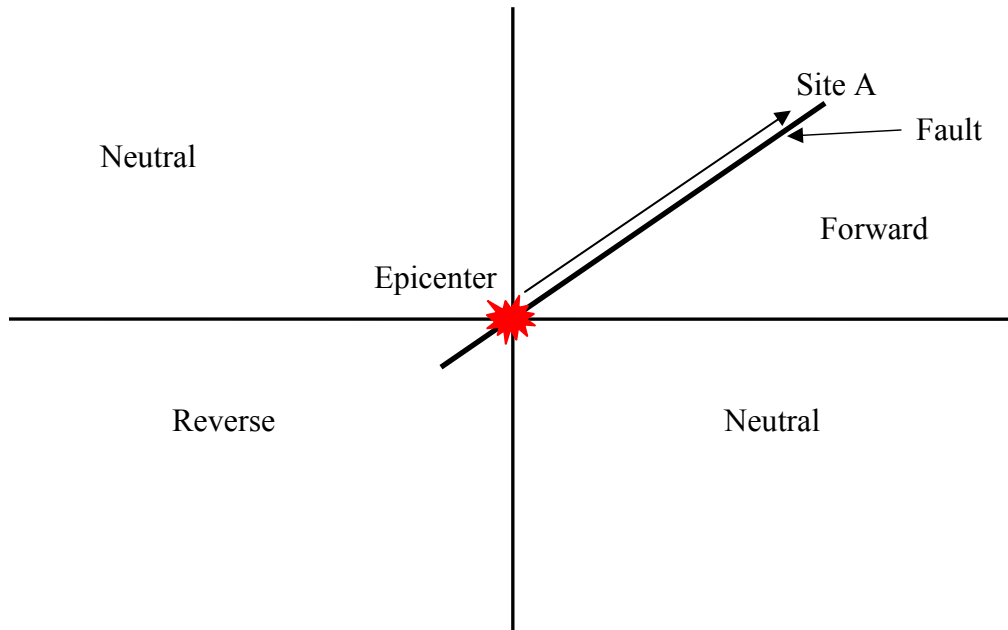 Site A
Fault
Neutral
Forward
Epicenter
Reverse
Neutral